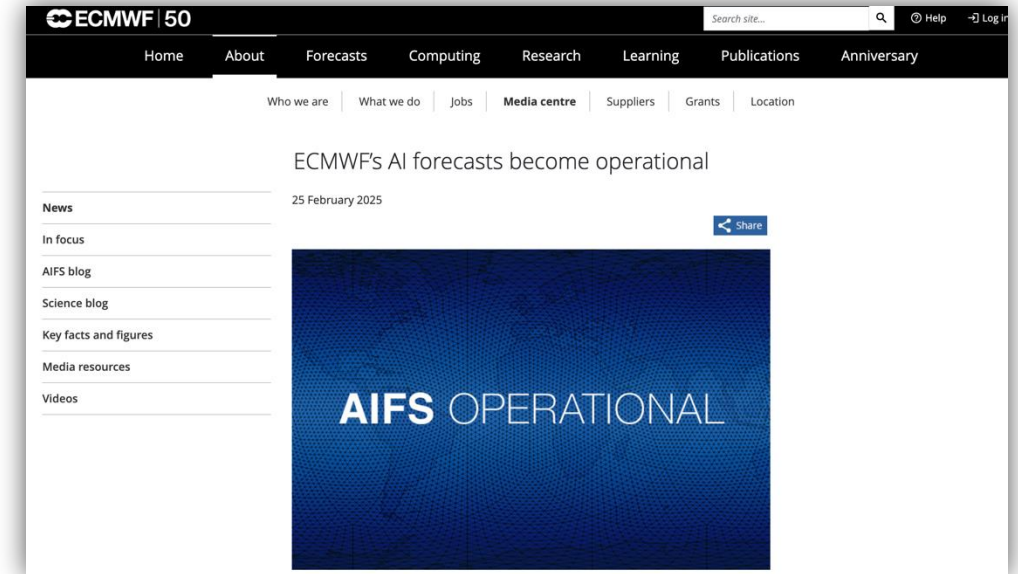 ECMWF | 50
Search site...
Help
Log in
Home About Forecasts Computing Research Learning Publications Anniversary
Who we are What we do Jobs Media centre Suppliers Grants Location
ECMWF's AI forecasts become operational
25 February 2025
Share
News
In focus
AIFS blog
Science blog
Key facts and figures
Media resources
Videos
AIFS OPERATIONAL